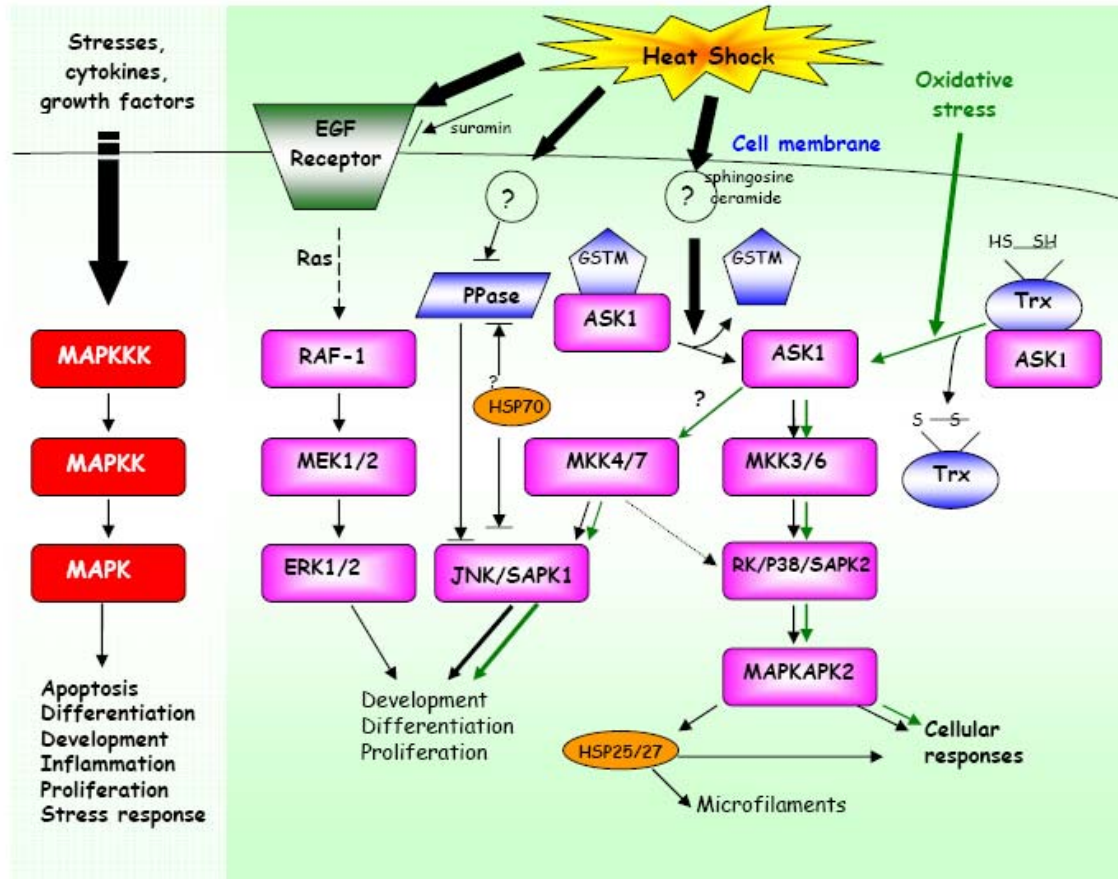 Stresses,
cytokines,
growth factors
Heat Shock
Oxidative
stress
EGF
Receptor
suramin
Cell membrane
?
?
sphingosine
ceramide
HS SH
Ras
GSTM
GSTM
PPase
ASK1
Trx
MAPKKK
RAF-1
ASK1
ASK1
?
HSP70
?
S S
MAPKK
MEK1/2
MKK4/7
MKK3/6
Trx
MAPK
ERK1/2
JNK/SAPK1
RK/P38/SAPK2
MAPKAPK2
Apoptosis
Differentiation
Development
Inflammation
Proliferation
Stress response
Development
Differentiation
Proliferation
HSP25/27
Cellular
responses
Microfilaments